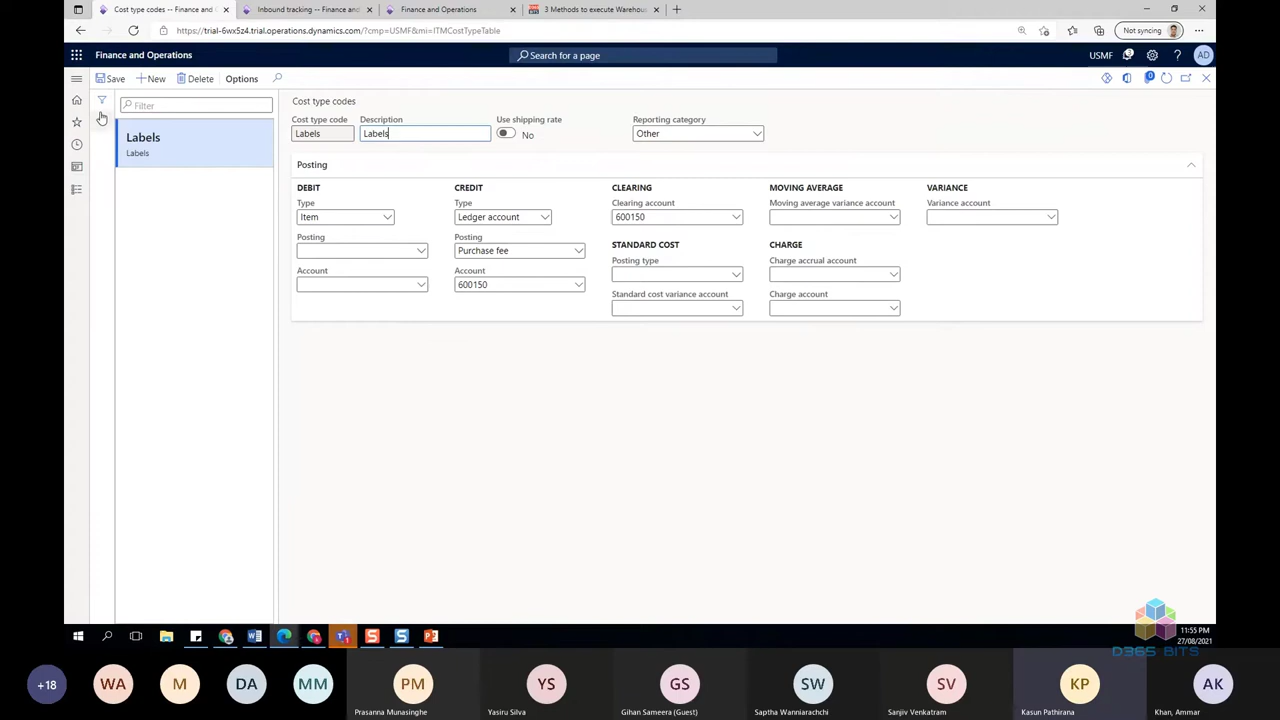 Cost type codes -- Finance and O
Inbound tracking -- Finance and
Finance and Operations
3 Methods to execute Warehous
https://trial-6wx5z4.trial.operations.dynamics.com/?cmp=USMF&mi=ITMCostTypeTable
Not syncing
Finance and Operations
Search for a page
USMF
AD
Save
New
Delete
Options
0
Filter
Labels
Labels
Cost type codes
Cost type code
Description
Use shipping rate
Reporting category
Labels
Labels
No
Other
Posting
DEBIT
CREDIT
CLEARING
MOVING AVERAGE
VARIANCE
Type
Type
Clearing account
Moving average variance account
Variance account
Item
Ledger account
600150
Posting
Posting
STANDARD COST
CHARGE
Purchase fee
Posting type
Charge accrual account
Account
Account
600150
Standard cost variance account
Charge account
11:55 PM
27/08/2021
D365 BITS
+18
WA
M
DA
MM
PM
YS
GS
SW
SV
KP
AK
Prasanna Munasinghe
Yasiru Silva
Gihan Sameera (Guest)
Saptha Wanniarachchi
Sanjiv Venkatram
Kasun Pathirana
Khan, Ammar